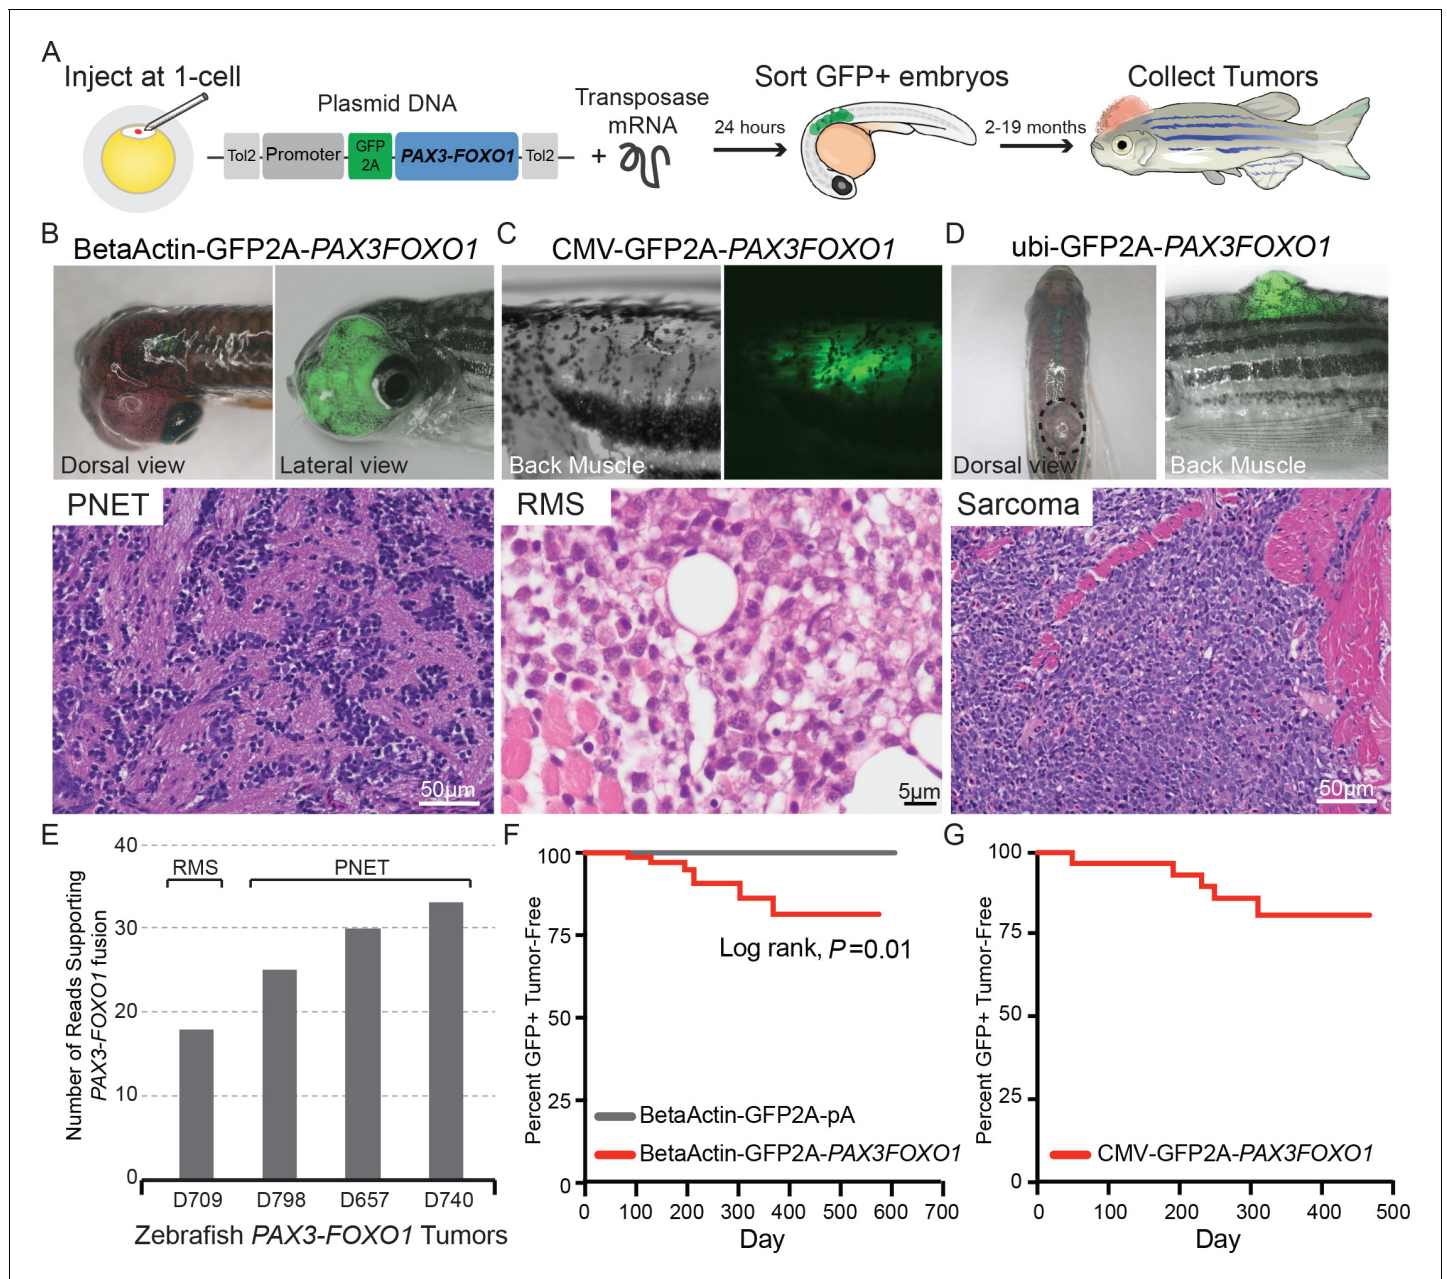 A
Inject at 1-cell
Plasmid DNA
Tol2
Promoter
GFP
2A
PAX3-FOXO1
Tol2
+
Transposase
mRNA
24 hours
Sort GFP+ embryos
2-19 months
Collect Tumors
B
BetaActin-GFP2A-PAX3FOXO1
Dorsal view
Lateral view
PNET
50µm
C
CMV-GFP2A-PAX3FOXO1
Back Muscle
RMS
5µm
D
ubi-GFP2A-PAX3FOXO1
Dorsal view
Back Muscle
Sarcoma
50µm
E
Number of Reads Supporting
PAX3-FOXO1 fusion
40
30
20
10
0
RMS
PNET
D709
D798
D657
D740
Zebrafish PAX3-FOXO1 Tumors
F
Percent GFP+ Tumor-Free
100
75
50
25
0
Log rank, P=0.01
BetaActin-GFP2A-pA
BetaActin-GFP2A-PAX3FOXO1
0 100 200 300 400 500 600 700
Day
G
Percent GFP+ Tumor-Free
100
75
50
25
0
CMV-GFP2A-PAX3FOXO1
0 100 200 300 400 500
Day